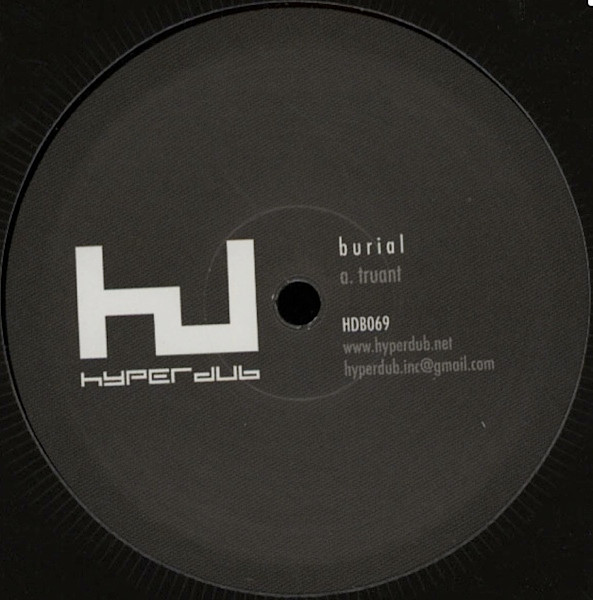 hyperdub
burial
a. truant
HDB069
www.hyperdub.net
hyperdub.inc@gmail.com